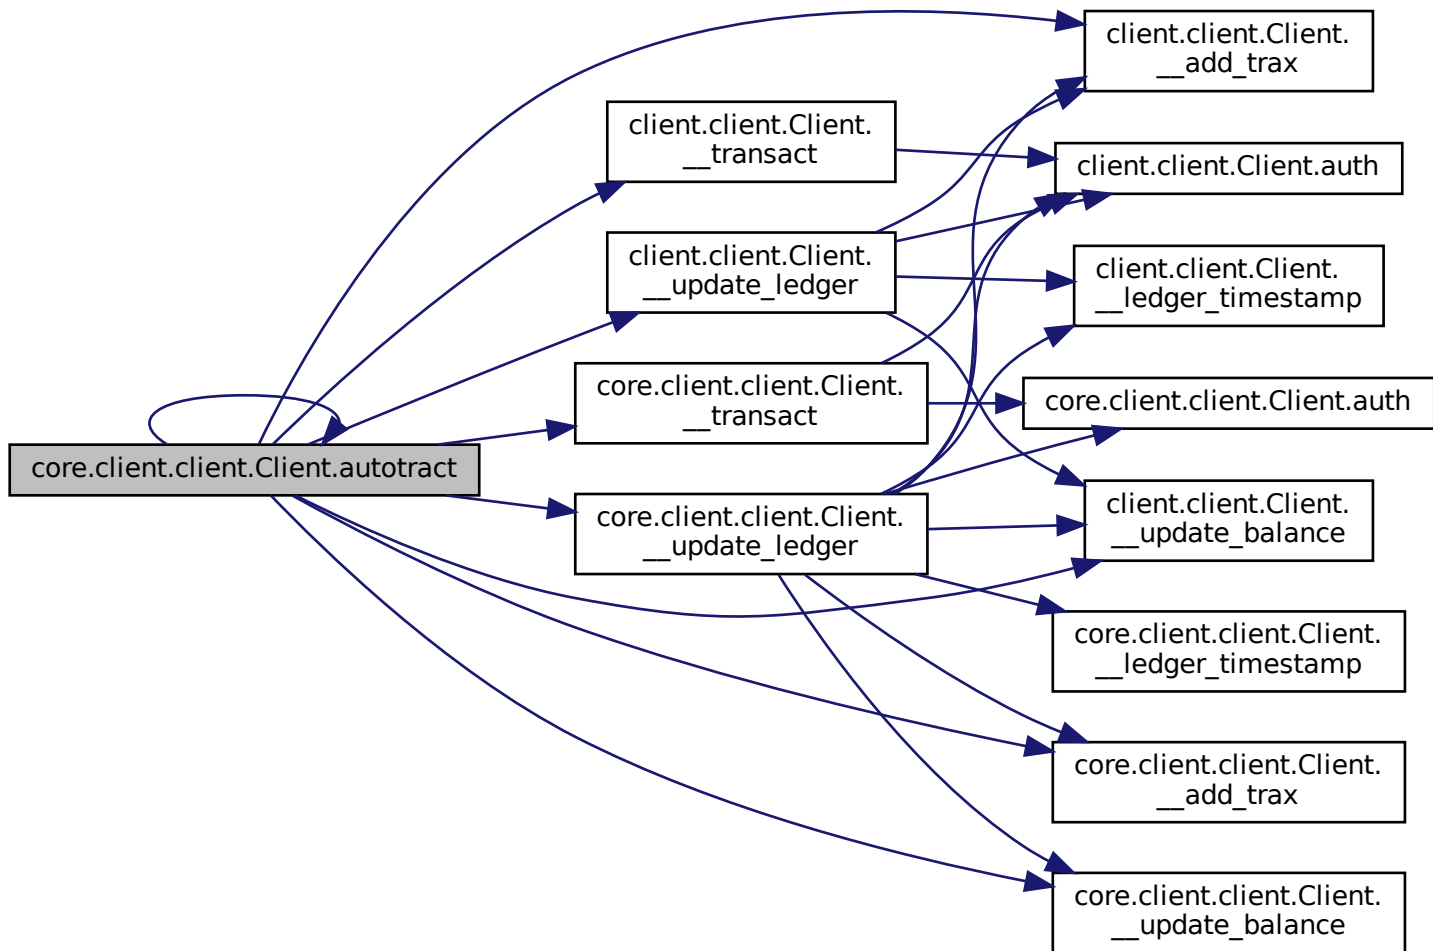 core.client.client.Client.autotract
client.client.Client.
__transact
client.client.Client.
__update_ledger
core.client.client.Client.
__transact
core.client.client.Client.
__update_ledger
client.client.Client.
__add_trax
client.client.Client.auth
client.client.Client.
__ledger_timestamp
core.client.client.Client.auth
client.client.Client.
__update_balance
core.client.client.Client.
__ledger_timestamp
core.client.client.Client.
__add_trax
core.client.client.Client.
__update_balance